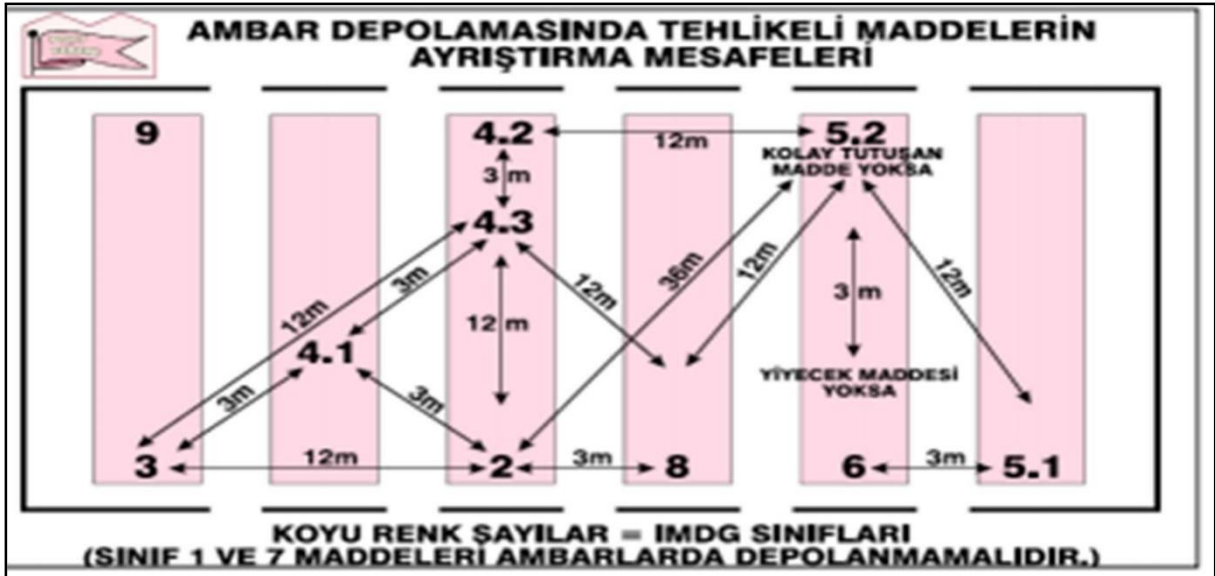 AMBAR DEPOLAMASINDA TEHLİKELİ MADDELERİN
AYRIŞTIRMA MESAFELERİ
9
4.2
12m
5.2
KOLAY TUTUŞAN
MADDE YOKSA
3 m
4.3
12m
3m
12m
36m
12m
12m
12 m
3 m
4.1
3m
3m
YİYECEK MADDESİ
YOKSA
3
12m
2
3m
8
6
3m
5.1
KOYU RENK SAYILAR = IMDG SINIFLARI
(SINIF 1 VE 7 MADDELERİ AMBARLARDA DEPOLANMAMALIDIR.)